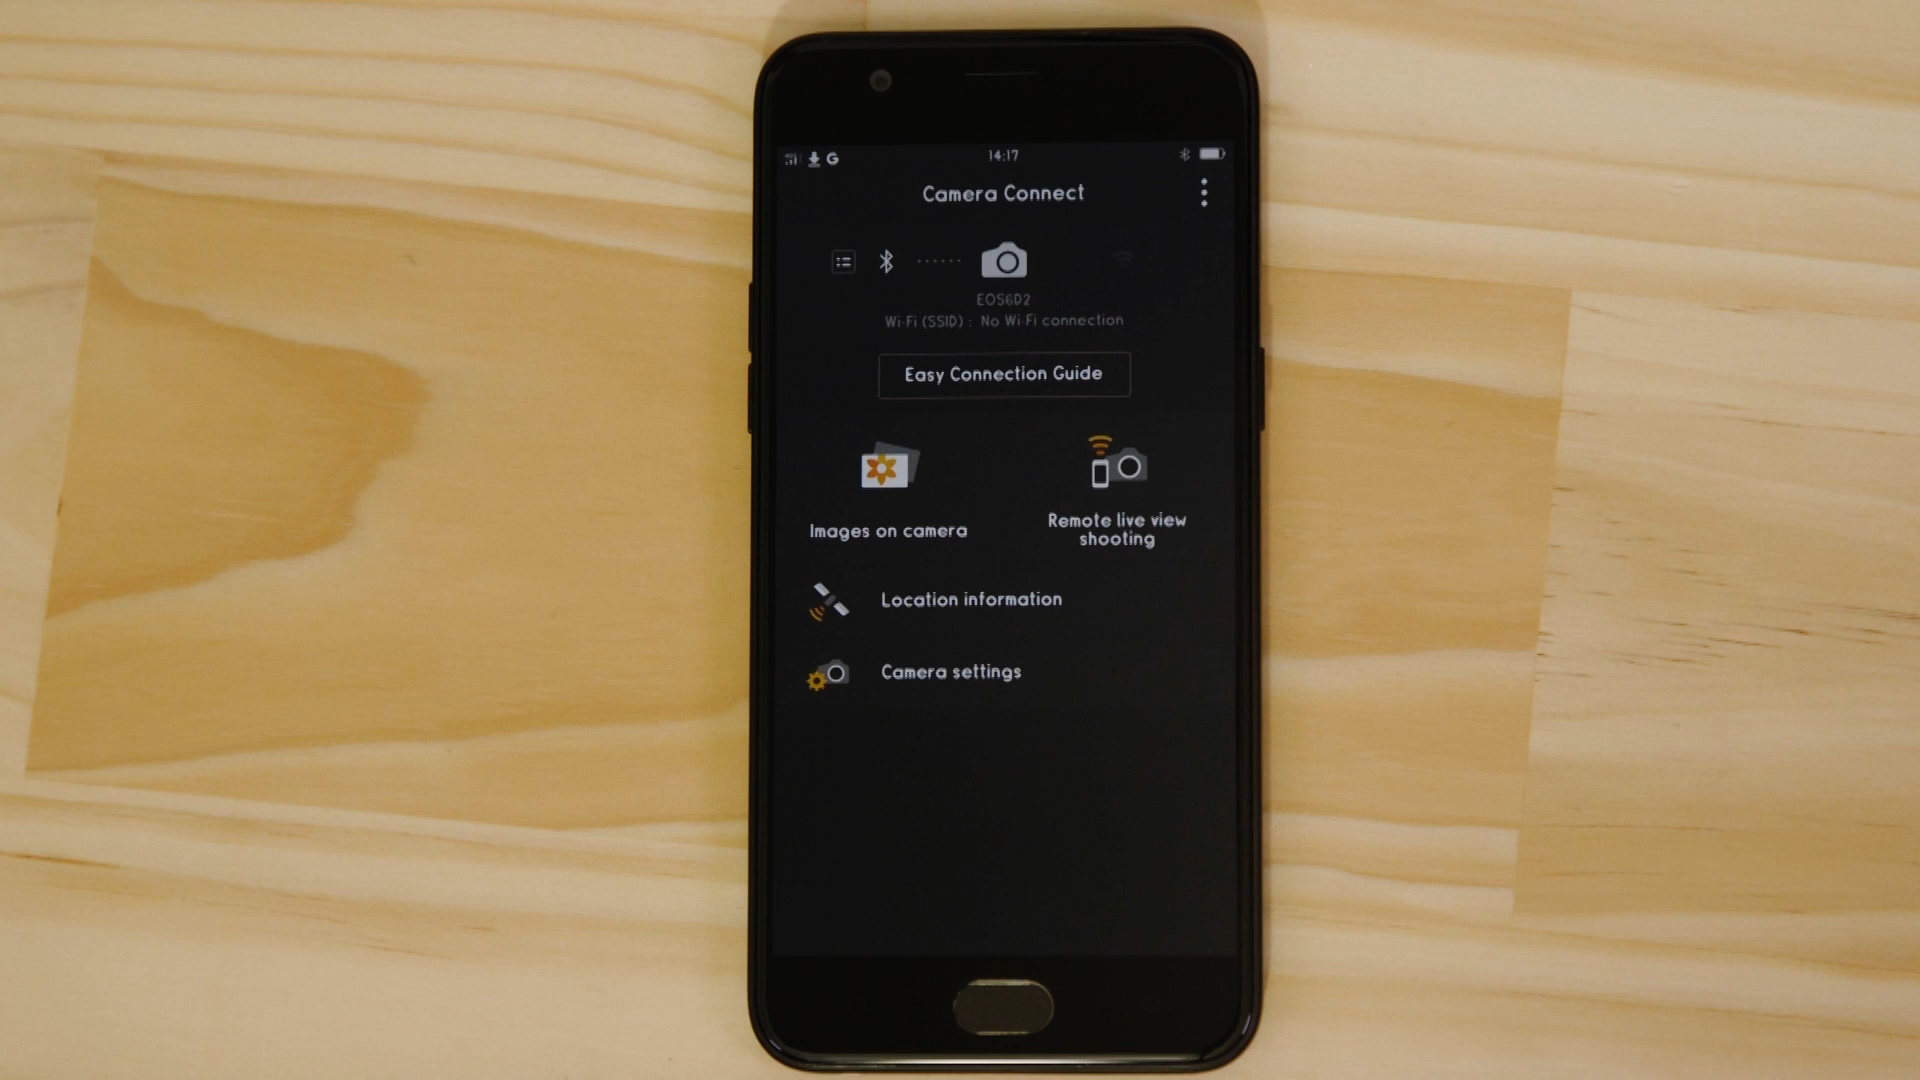 G 14:17
Camera Connect
EOS6D2
Wi-Fi (SSID) : No Wi-Fi connection
Easy Connection Guide
Images on camera
Remote live view
shooting
Location information
Camera settings